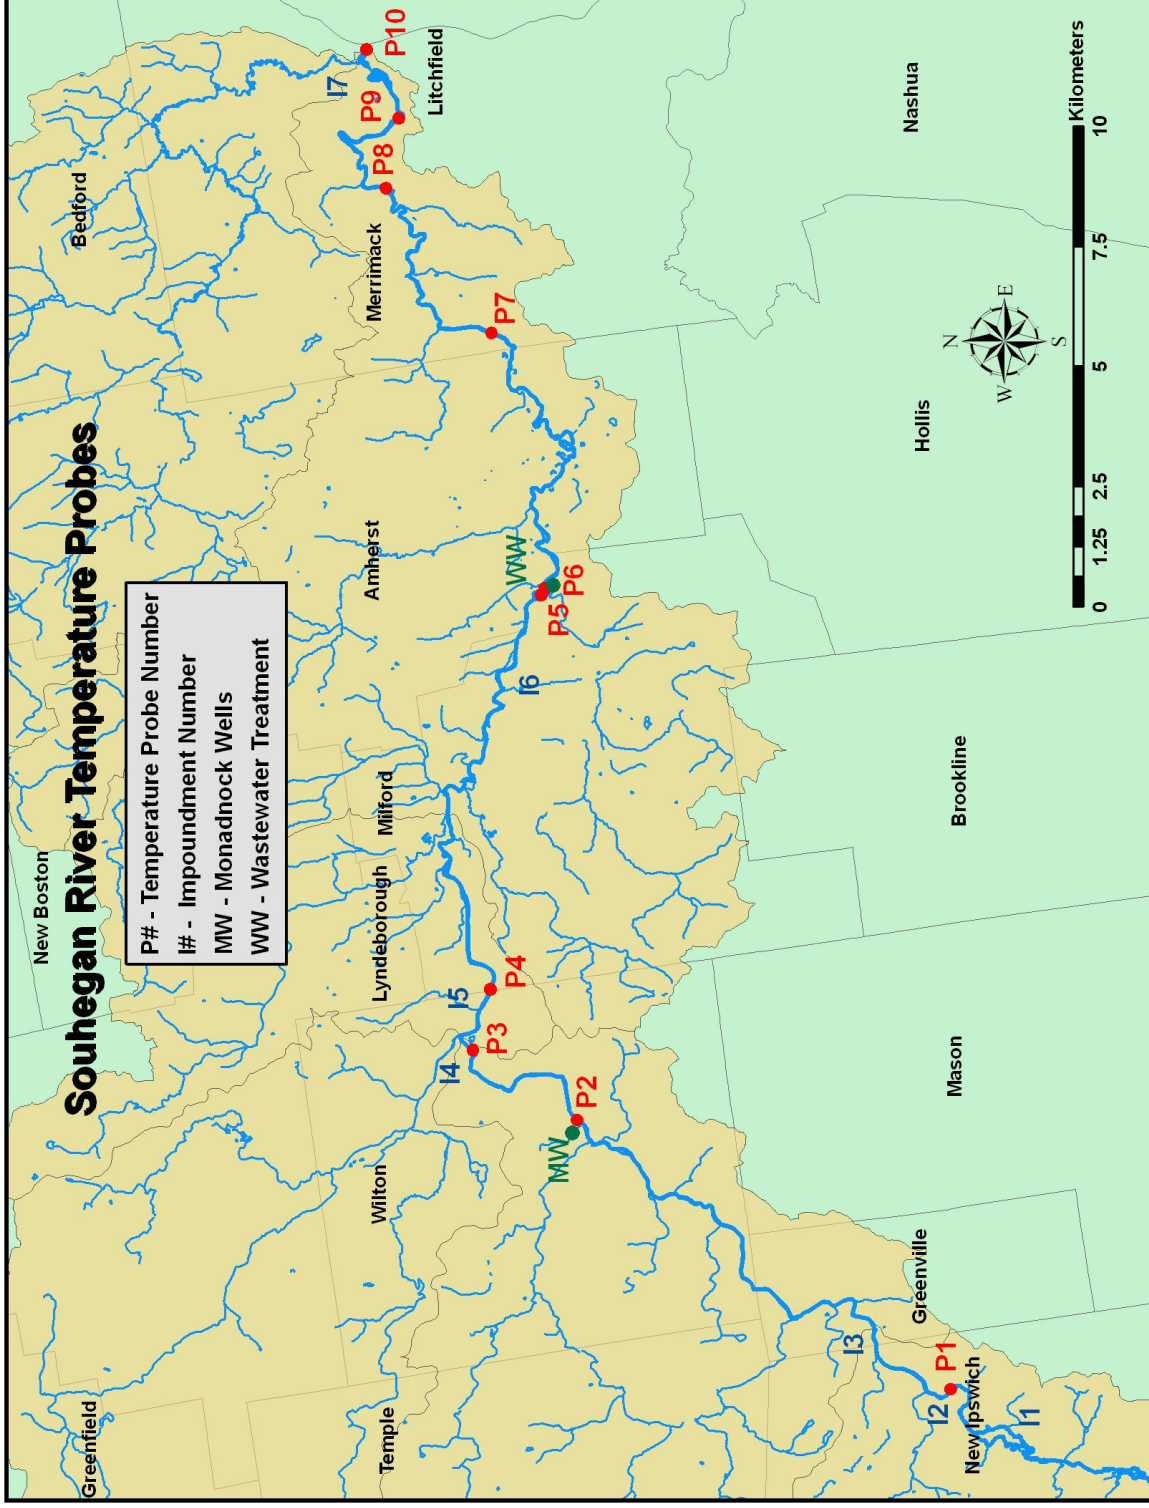 Souhegan River Temperature Probes
P# - Temperature Probe Number
I# - Impoundment Number
MW - Monadnock Wells
WW - Wastewater Treatment
Greenfield
New Boston
Bedford
Temple
Wilton
Lyndeborough
Milford
Amherst
Merrimack
Litchfield
I7
P10
P9
P8
P7
I4
I5
P3
P4
I6
P5
P6
WW
MW
P2
I3
I2
P1
New Ipswich
I1
Greenville
Mason
Brookline
Hollis
Nashua
N
W
E
S
0
1.25
2.5
5
7.5
10
Kilometers